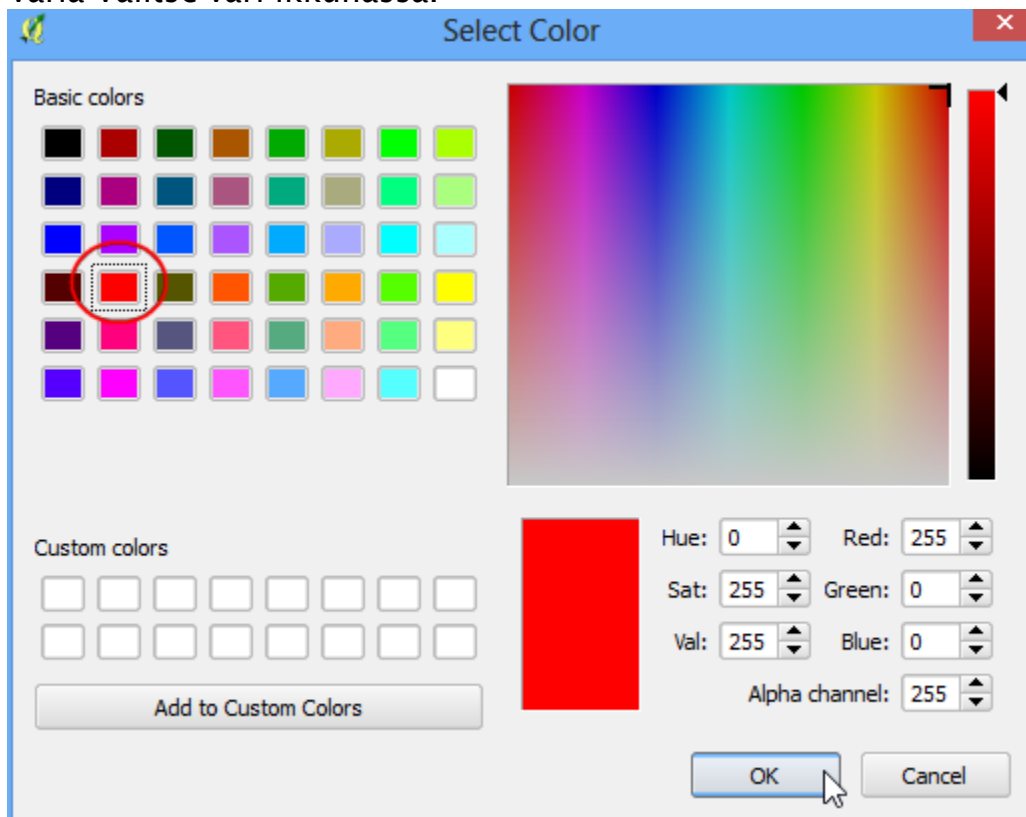 Select Color
Basic colors
Custom colors
Add to Custom Colors
Hue: 0 Red: 255
Sat: 255 Green: 0
Val: 255 Blue: 0
Alpha channel: 255
OK Cancel